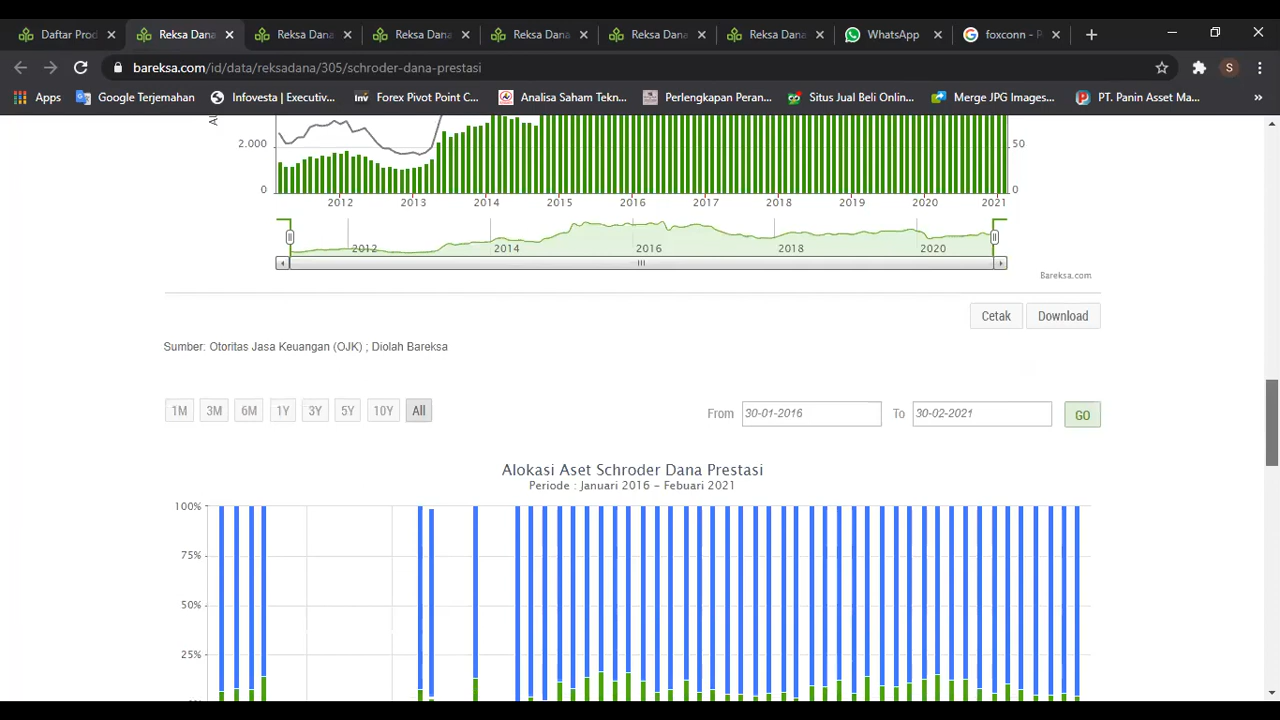 Daftar Prod
Reksa Dana
Reksa Dana
Reksa Dana
Reksa Dana
Reksa Dana
Reksa Dana
WhatsApp
foxconn - R
bareksa.com/id/data/reksadana/305/schroder-dana-prestasi
S
Apps
Google Terjemahan
Infovesta | Executiv...
Forex Pivot Point C...
Analisa Saham Tekn...
Perlengkapan Peran...
Situs Jual Beli Onlin...
Merge JPG Images...
PT. Panin Asset Ma...
2.000
50
0
0
2012 2013 2014 2015 2016 2017 2018 2019 2020 2021
2012 2014 2016 2018 2020
Bareksa.com
Cetak
Download
Sumber: Otoritas Jasa Keuangan (OJK) ; Diolah Bareksa
1M 3M 6M 1Y 3Y 5Y 10Y All
From 30-01-2016 To 30-02-2021 GO
Alokasi Aset Schroder Dana Prestasi
Periode : Januari 2016 - Febuari 2021
100%
75%
50%
25%